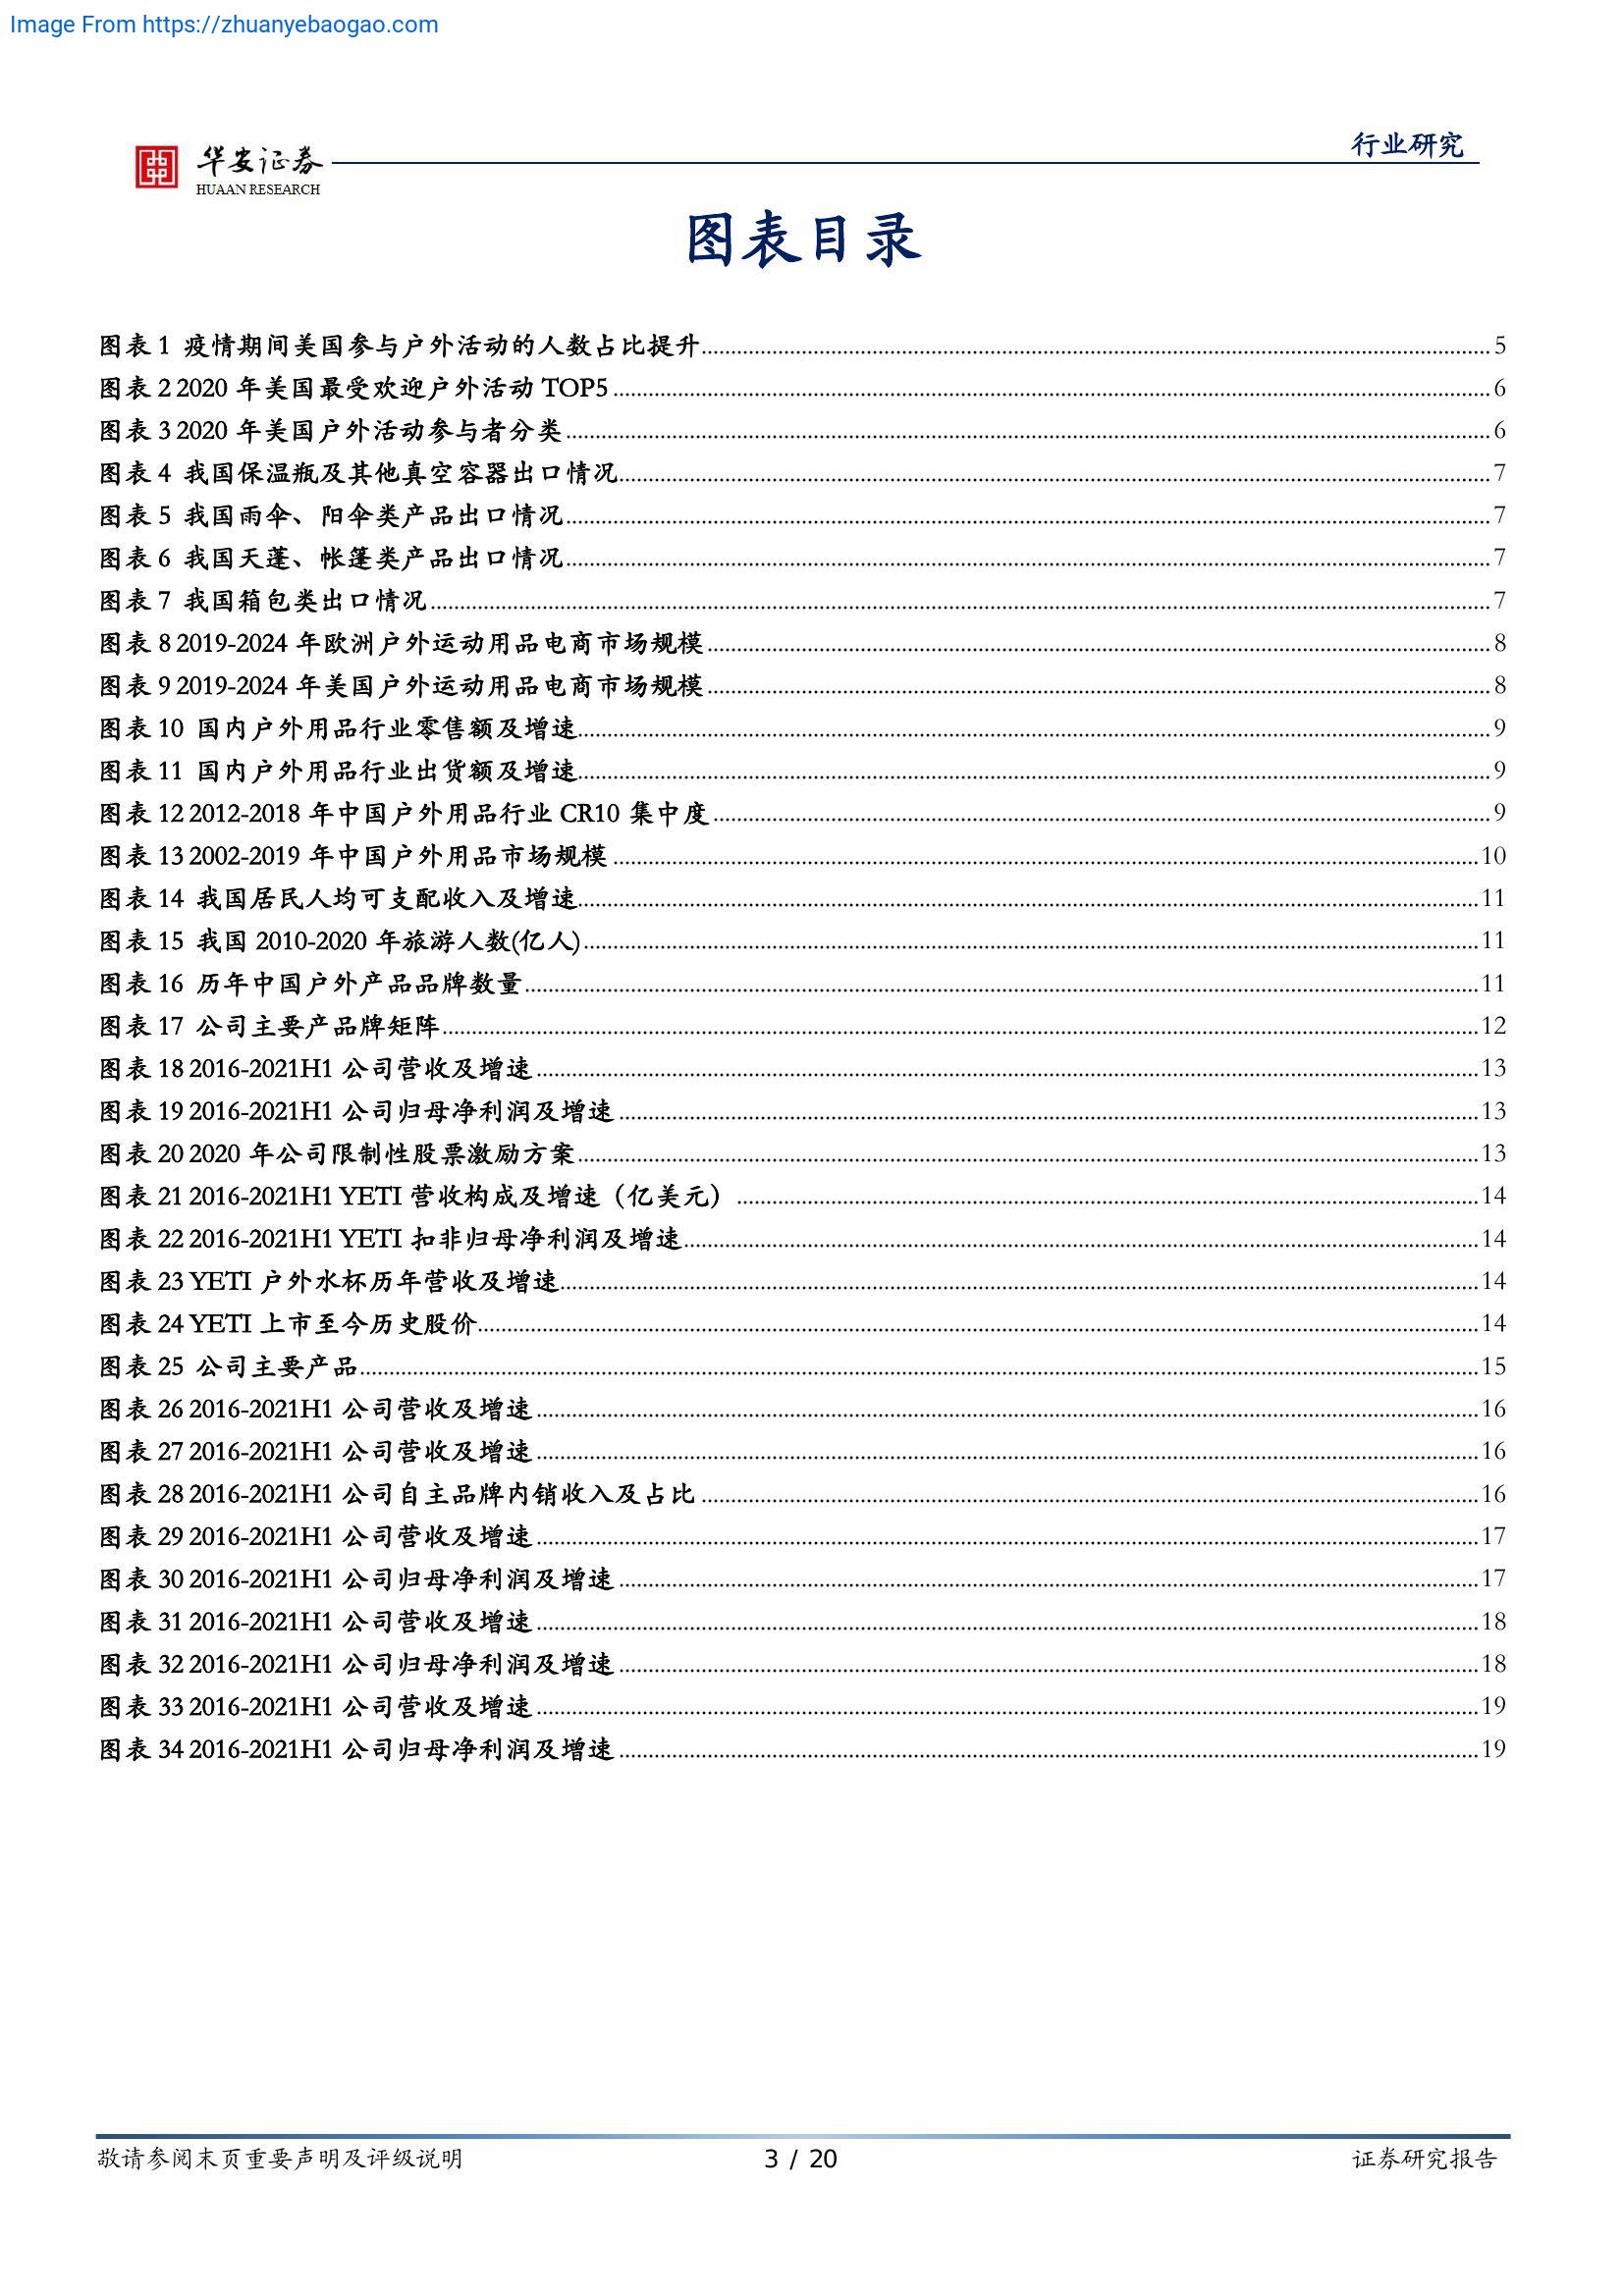 Image From https://zhuanyebaogao.com
行业研究
华安证券
HUAAN RESEARCH
图表目录
图表 1 疫情期间美国参与户外活动的人数占比提升 5
图表 2 2020 年美国最受欢迎户外活动 TOP5 6
图表 3 2020 年美国户外活动参与者分类 6
图表 4 我国保温瓶及其他真空容器出口情况 7
图表 5 我国雨伞、阳伞类产品出口情况 7
图表 6 我国天蓬、帐篷类产品出口情况 7
图表 7 我国箱包类出口情况 7
图表 8 2019-2024 年欧洲户外运动用品电商市场规模 8
图表 9 2019-2024 年美国户外运动用品电商市场规模 8
图表 10 国内户外用品行业零售额及增速 9
图表 11 国内户外用品行业出货额及增速 9
图表 12 2012-2018 年中国户外用品行业 CR10 集中度 9
图表 13 2002-2019 年中国户外用品市场规模 10
图表 14 我国居民人均可支配收入及增速 11
图表 15 我国 2010-2020 年旅游人数(亿人) 11
图表 16 历年中国户外产品品牌数量 11
图表 17 公司主要产品牌矩阵 12
图表 18 2016-2021H1 公司营收及增速 13
图表 19 2016-2021H1 公司归母净利润及增速 13
图表 20 2020 年公司限制性股票激励方案 13
图表 21 2016-2021H1 YETI 营收构成及增速（亿美元） 14
图表 22 2016-2021H1 YETI 扣非归母净利润及增速 14
图表 23 YETI 户外水杯历年营收及增速 14
图表 24 YETI 上市至今历史股价 14
图表 25 公司主要产品 15
图表 26 2016-2021H1 公司营收及增速 16
图表 27 2016-2021H1 公司营收及增速 16
图表 28 2016-2021H1 公司自主品牌内销收入及占比 16
图表 29 2016-2021H1 公司营收及增速 17
图表 30 2016-2021H1 公司归母净利润及增速 17
图表 31 2016-2021H1 公司营收及增速 18
图表 32 2016-2021H1 公司归母净利润及增速 18
图表 33 2016-2021H1 公司营收及增速 19
图表 34 2016-2021H1 公司归母净利润及增速 19
敬请参阅末页重要声明及评级说明 3 / 20 证券研究报告